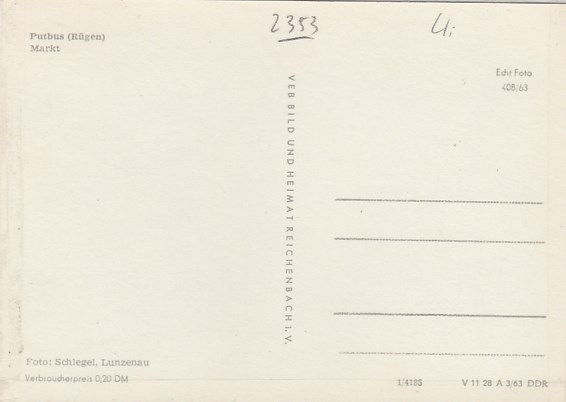 2353
Putbus (Rügen)
Markt
Echt Foto
408/63
VEB BILD UND HEIMAT REICHENBACH I. V.
Foto: Schlegel, Lunzenau
Verbraucherpreis 0,20 DM
1/4185
V 11 28 A 3/63 DDR